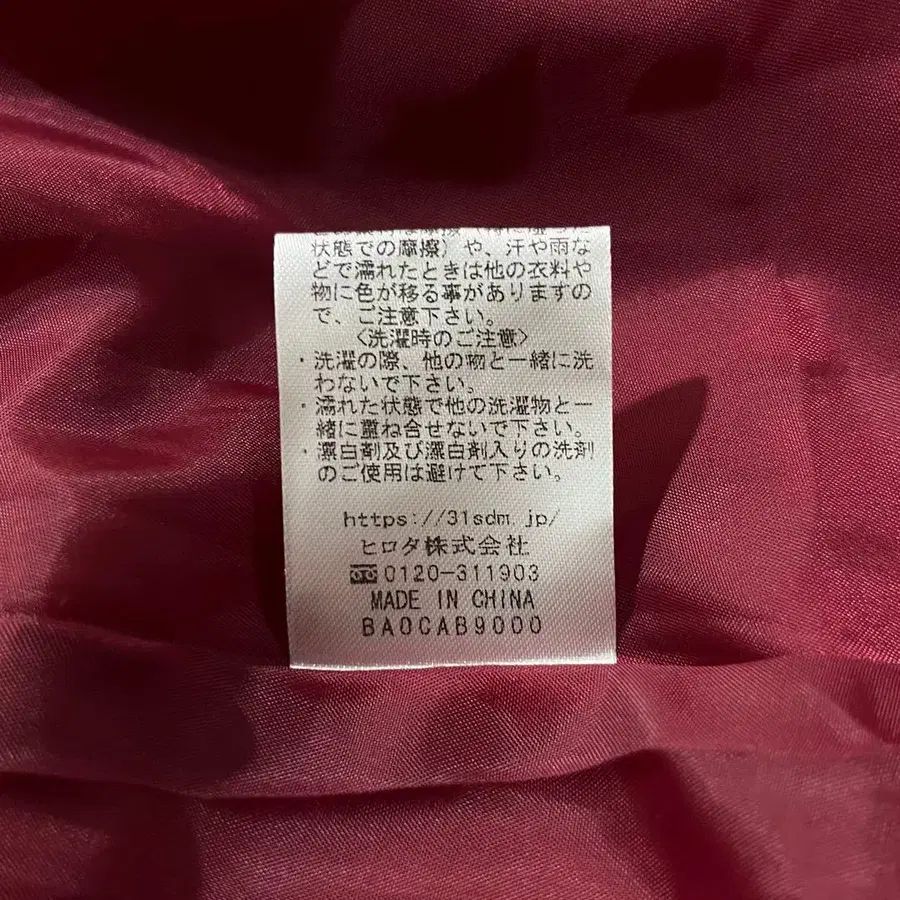 状態での摩擦）や、汗や雨な
どで濡れたときは他の衣料や
物に色が移る事がありますの
で、ご注意下さい。
〈洗濯時のご注意〉
・洗濯の際、他の物と一緒に洗
わないで下さい。
・濡れた状態で他の洗濯物と一
緒に重ね合せないで下さい。
・漂白剤及び漂白剤入りの洗剤
のご使用は避けて下さい。
https://31sdm.jp/
ヒロタ株式会社
0120-311903
MADE IN CHINA
BA0CAB9000